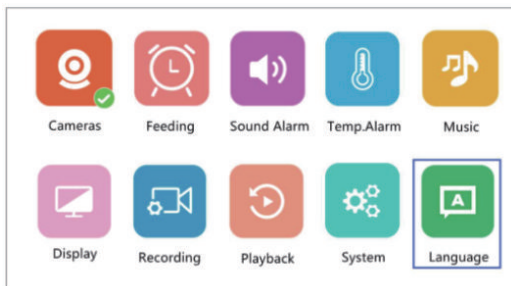 Cameras Feeding Sound Alarm Temp.Alarm Music
A
Display Recording Playback System Language